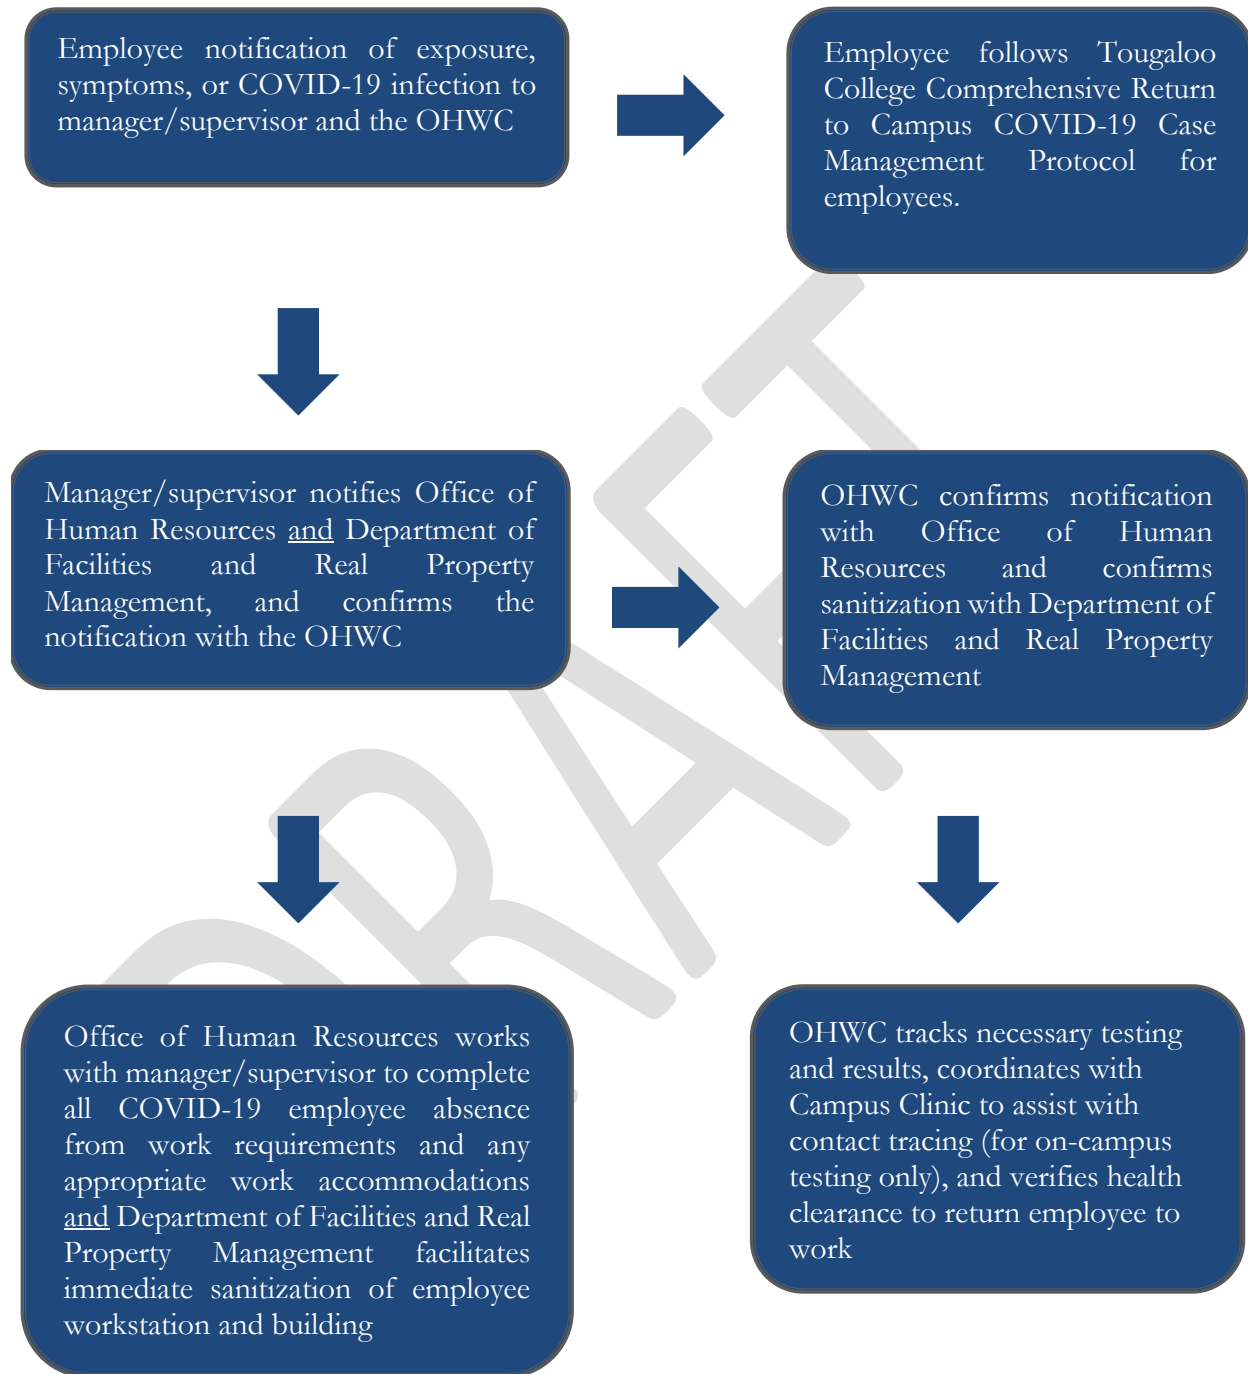 Employee notification of exposure,
symptoms, or COVID-19 infection to
manager/supervisor and the OHWC
Employee follows Tougaloo
College Comprehensive Return
to Campus COVID-19 Case
Management Protocol for
employees.
Manager/supervisor notifies Office of
Human Resources and Department of
Facilities and Real Property
Management, and confirms the
notification with the OHWC
OHWC confirms notification
with Office of Human
Resources and confirms
sanitization with Department of
Facilities and Real Property
Management
Office of Human Resources works
with manager/supervisor to complete
all COVID-19 employee absence
from work requirements and any
appropriate work accommodations
and Department of Facilities and Real
Property Management facilitates
immediate sanitization of employee
workstation and building
OHWC tracks necessary testing
and results, coordinates with
Campus Clinic to assist with
contact tracing (for on-campus
testing only), and verifies health
clearance to return employee to
work
DRAFT